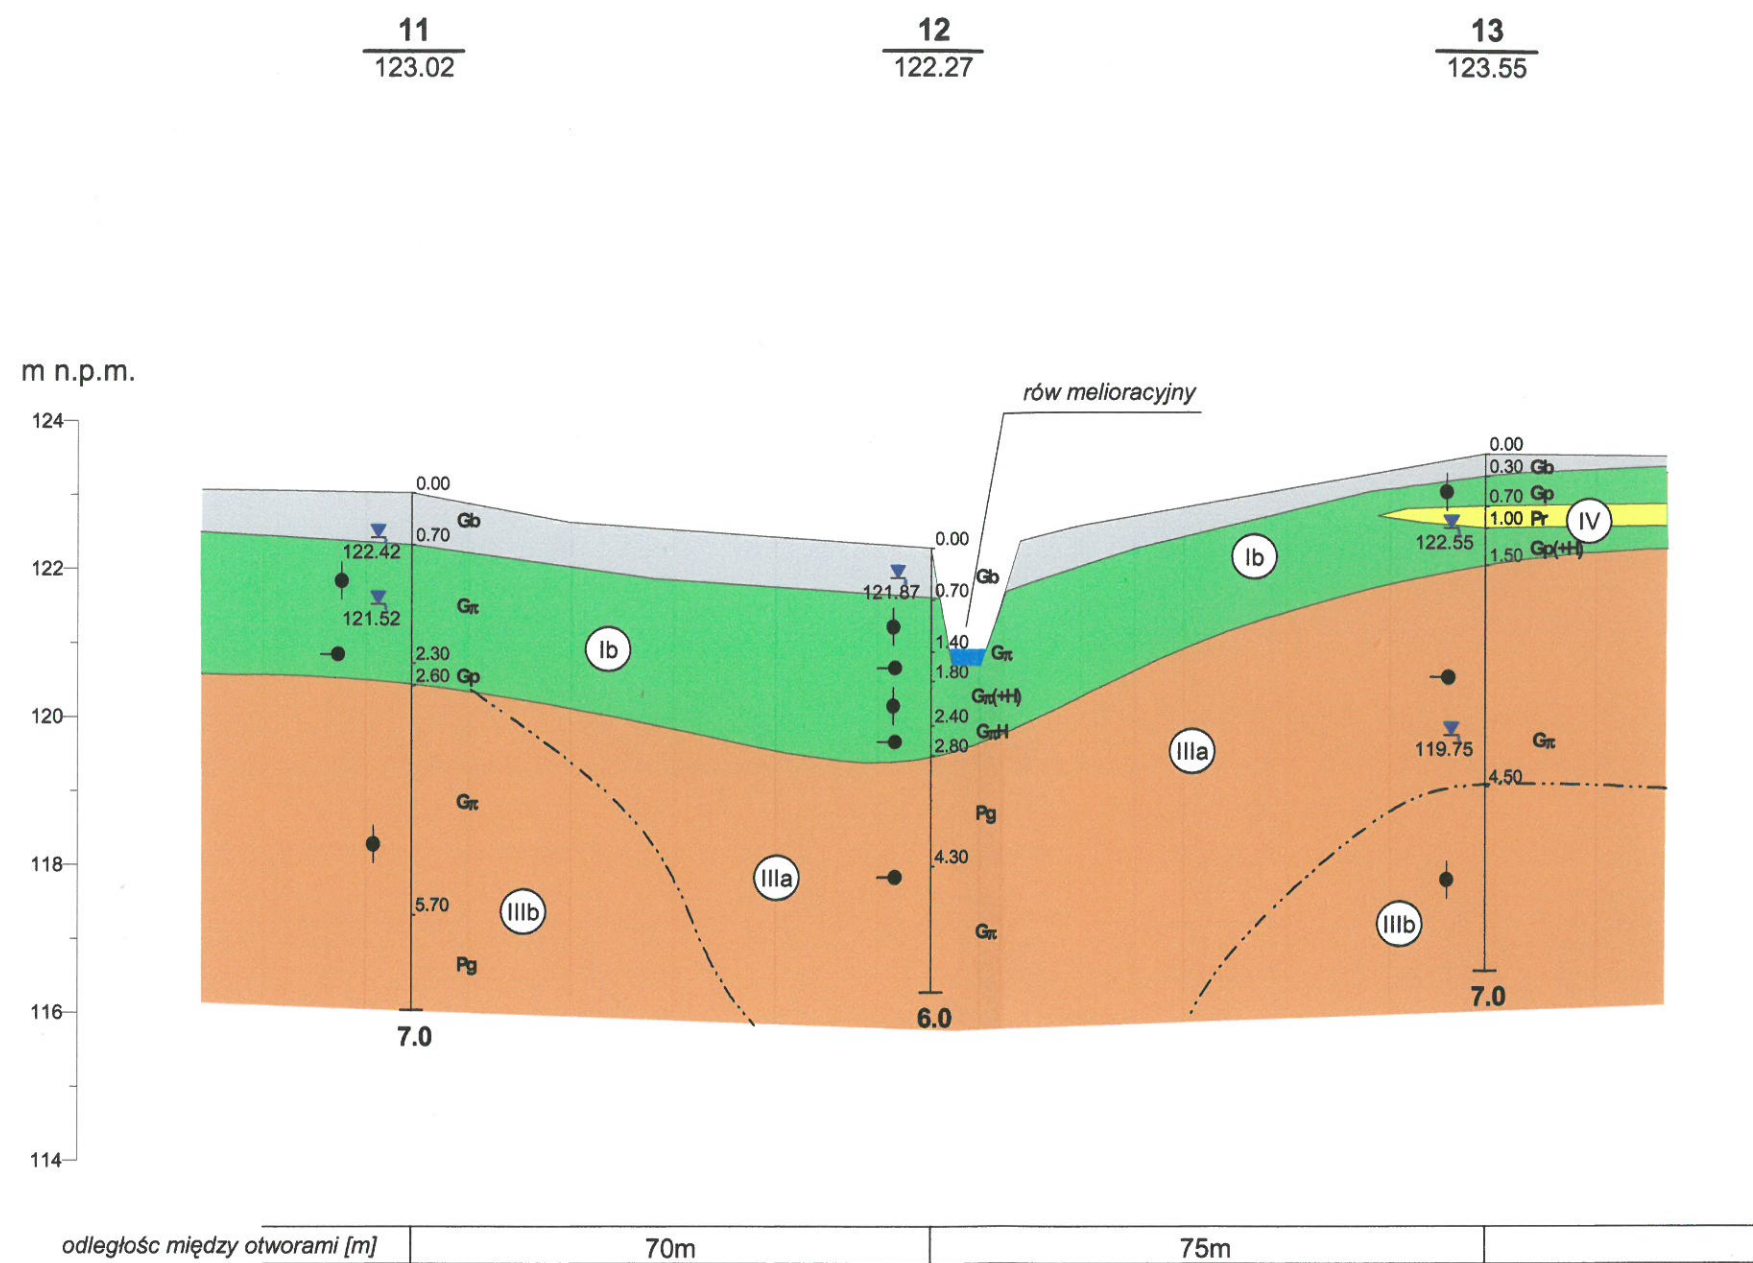 11
123.02
12
122.27
13
123.55
m n.p.m.
rów melioracyjny
124
122
120
118
116
114
0.00
Gb
0.70
122.42
Gπ
121.52
2.30
2.60 Gp
Gπ
5.70
Pg
7.0
Ib
IIIb
IIIa
0.00
Gb
121.87
0.70
1.40
Gπ
1.80
Gπ(+H)
2.40
GπH
2.80
Pg
4.30
Gπ
6.0
Ib
IIIa
IIIb
0.00
0.30 Gb
0.70 Gp
1.00 Pr
IV
122.55
1.50 Gp(+H)
119.75
Gπ
4.50
7.0
odległośc między otworami [m]
70m
75m